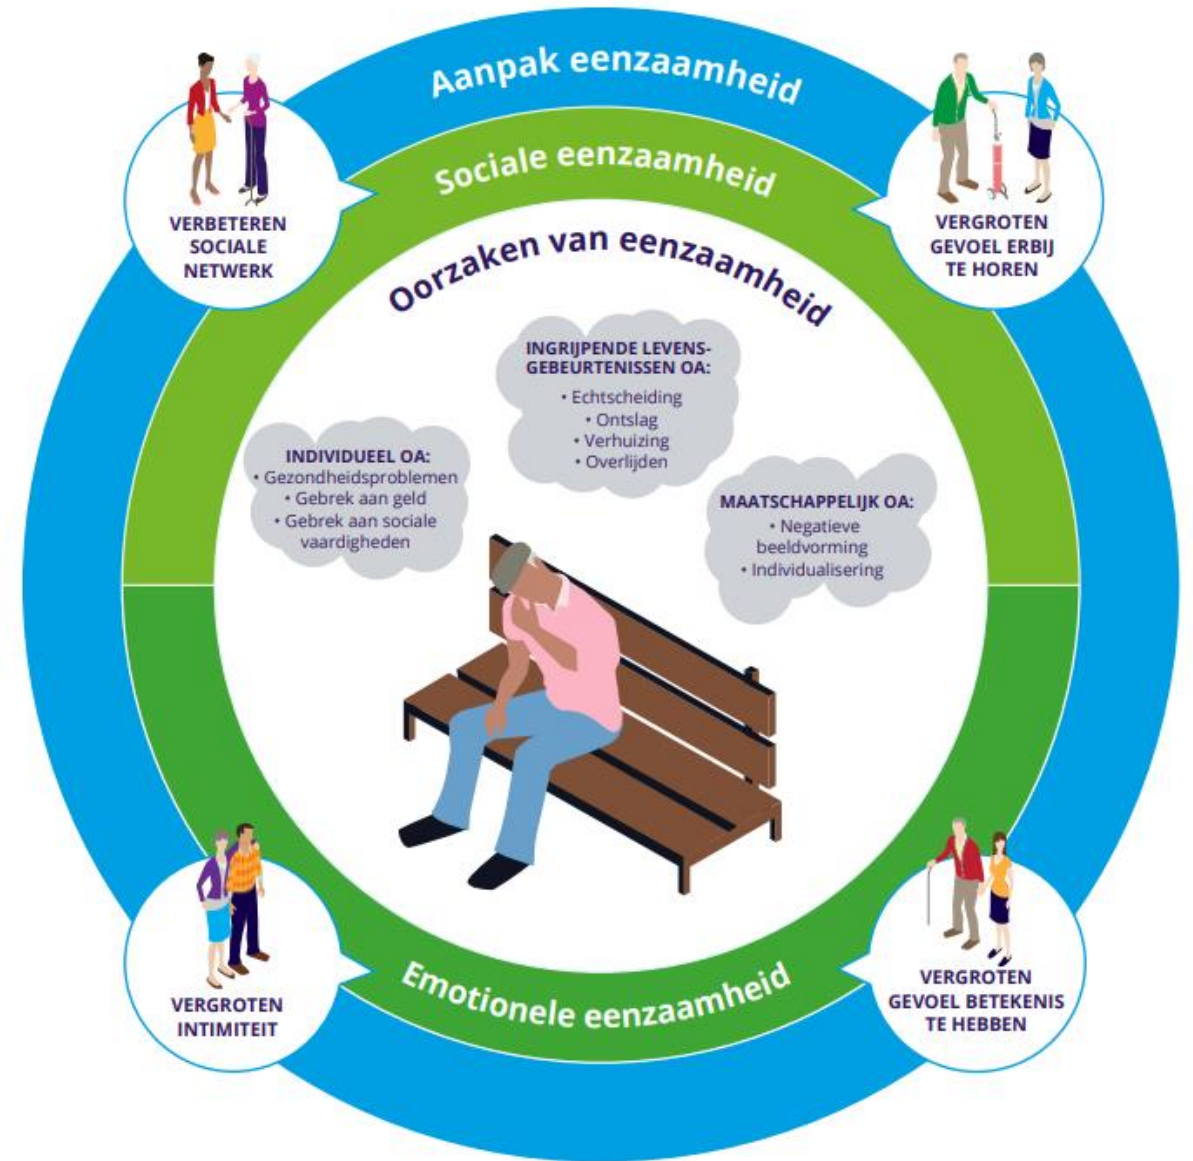 Aanpak eenzaamheid
Sociale eenzaamheid
Oorzaken van eenzaamheid
VERBETEREN
SOCIALE
NETWERK
VERGROTEN
GEVOEL ERBIJ
TE HOREN
INGRIJPENDE LEVENS-
GEBEURTENISSEN OA:
• Echtscheiding
• Ontslag
• Verhuizing
• Overlijden
INDIVIDUEEL OA:
• Gezondheidsproblemen
• Gebrek aan geld
• Gebrek aan sociale
vaardigheden
MAATSCHAPPELIJK OA:
• Negatieve
beeldvorming
• Individualisering
VERGROTEN
INTIMITEIT
Emotionele eenzaamheid
VERGROTEN
GEVOEL BETEKENIS
TE HEBBEN